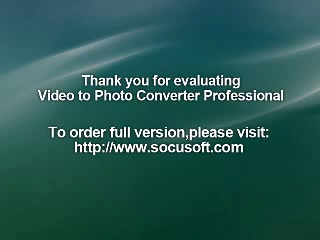 Thank you for evaluating
Video to Photo Converter Professional
To order full version,please visit:
http://www.socusoft.com